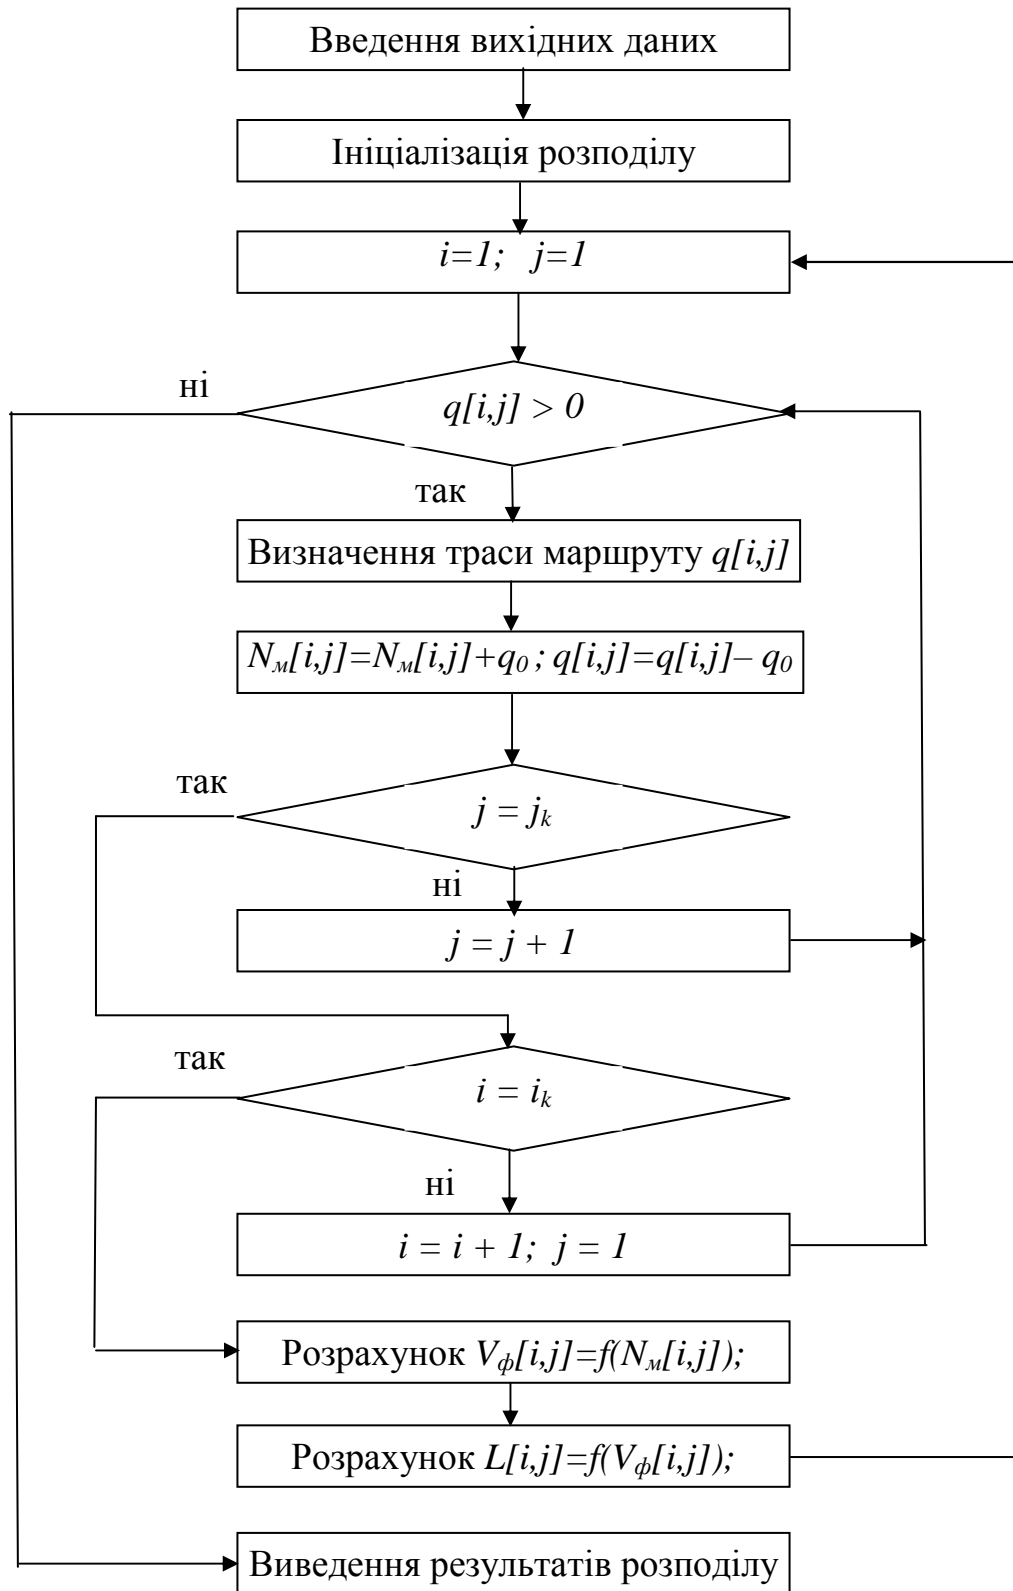 Введення вихідних даних
Ініціалізація розподілу
i=1; j=1
ні
q[i,j] > 0
так
Визначення траси маршруту q[i,j]
Nм[i,j]=Nм[i,j]+q0; q[i,j]=q[i,j]– q0
так
j = jk
ні
j = j + 1
так
i = ik
ні
i = i + 1; j = 1
Розрахунок Vф[i,j]=f(Nм[i,j]);
Розрахунок L[i,j]=f(Vф[i,j]);
Виведення результатів розподілу